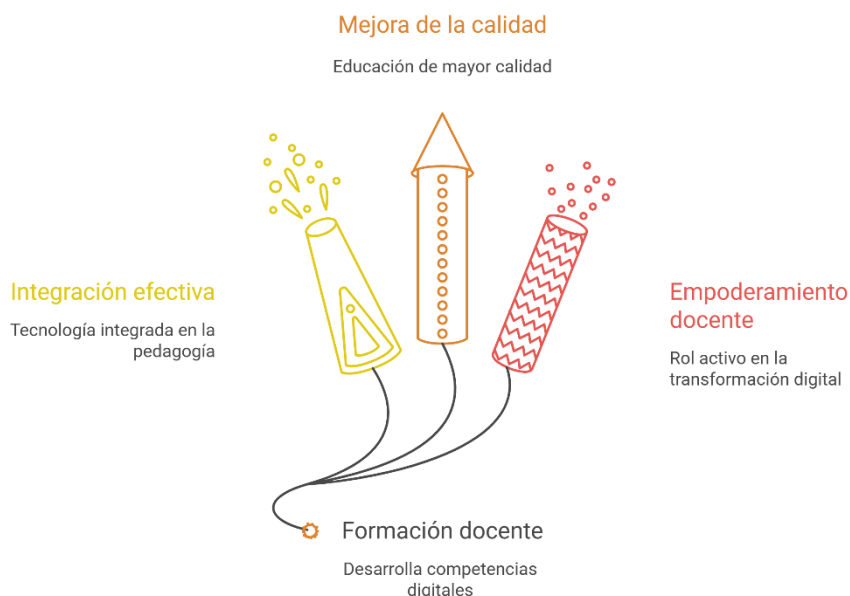 Mejora de la calidad
Educación de mayor calidad
Integración efectiva
Tecnología integrada en la
pedagogía
Empoderamiento
docente
Rol activo en la
transformación digital
Formación docente
Desarrolla competencias
digitales